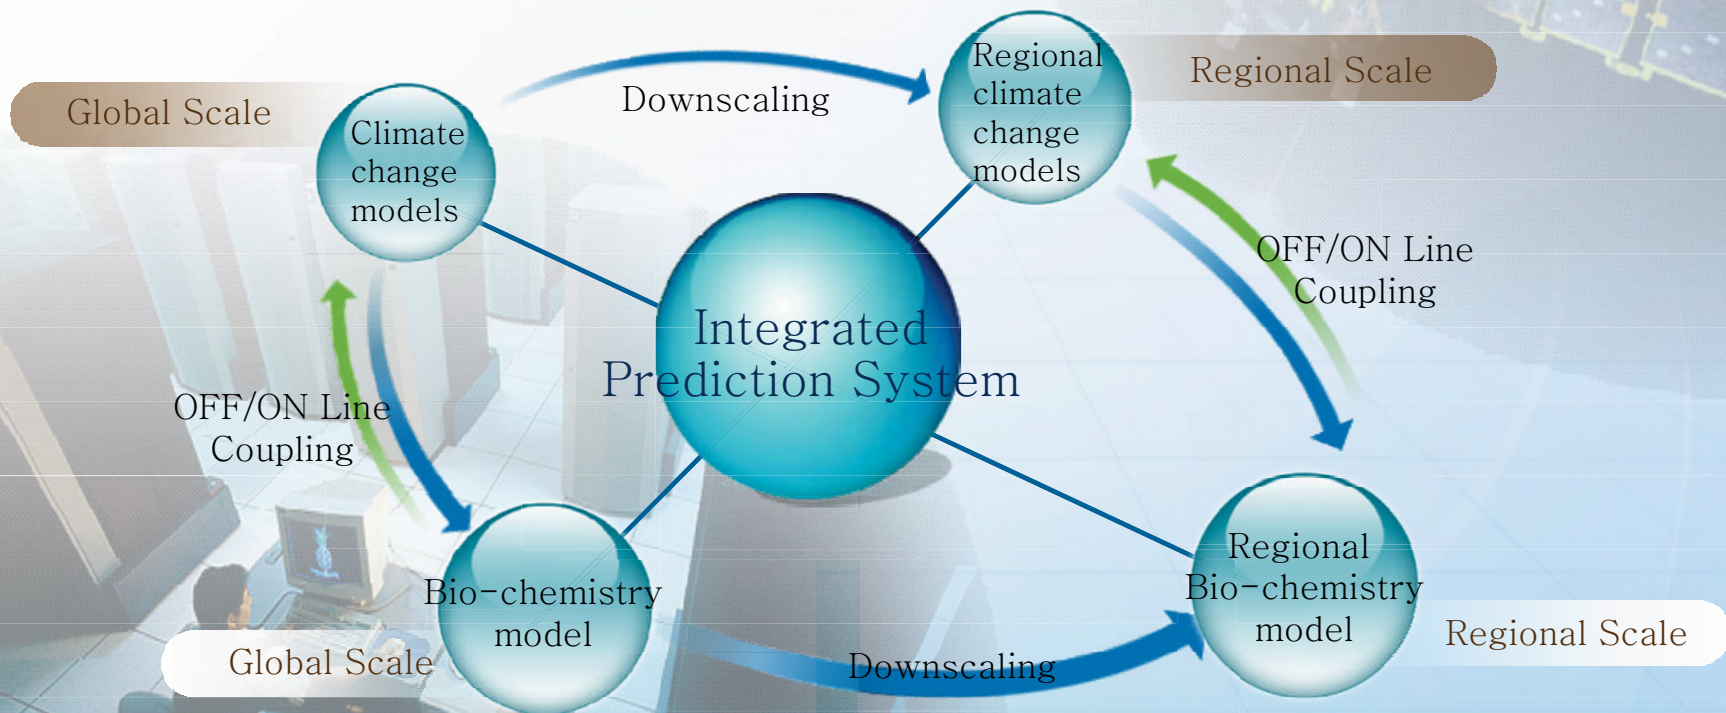 Global Scale
Climate
change
models
Downscaling
Regional
climate
change
models
Regional Scale
OFF/ON Line
Coupling
Integrated
Prediction System
OFF/ON Line
Coupling
Bio-chemistry
model
Global Scale
Downscaling
Regional
Bio-chemistry
model
Regional Scale